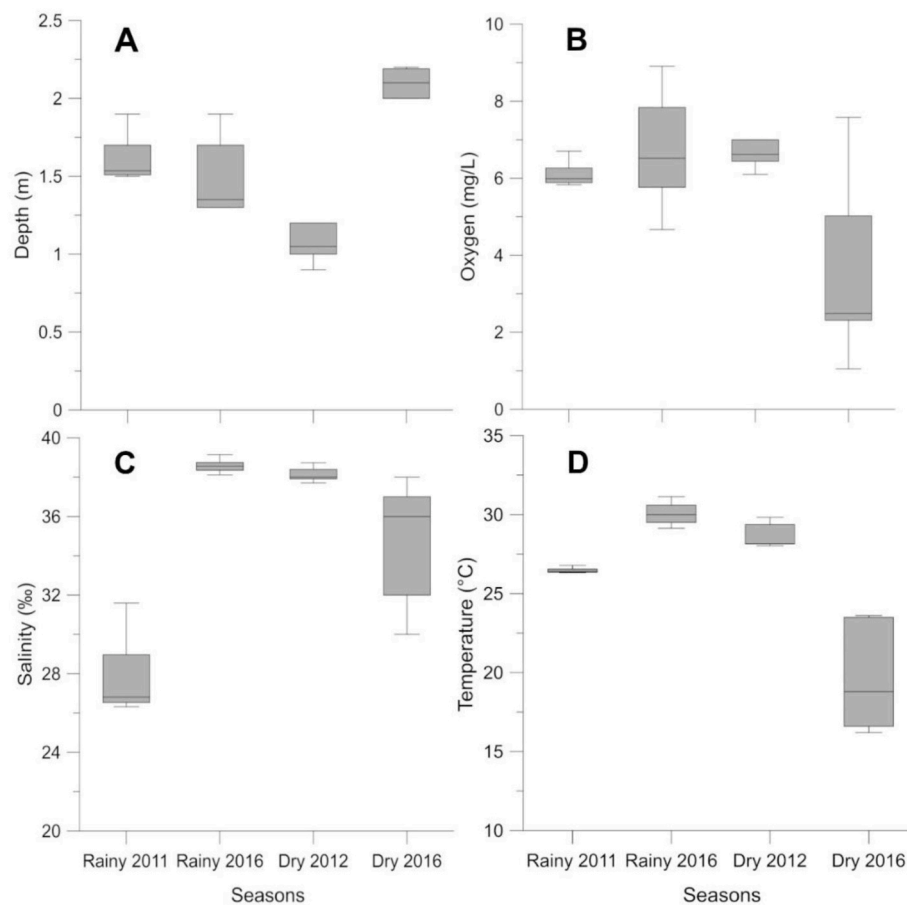 A
Depth (m)
2.5
2
1.5
1
0.5
0
B
Oxygen (mg/L)
10
8
6
4
2
0
C
Salinity (‰)
40
36
32
28
24
20
Rainy 2011 Rainy 2016 Dry 2012 Dry 2016
Seasons
D
Temperature (°C)
35
30
25
20
15
10
Rainy 2011 Rainy 2016 Dry 2012 Dry 2016
Seasons